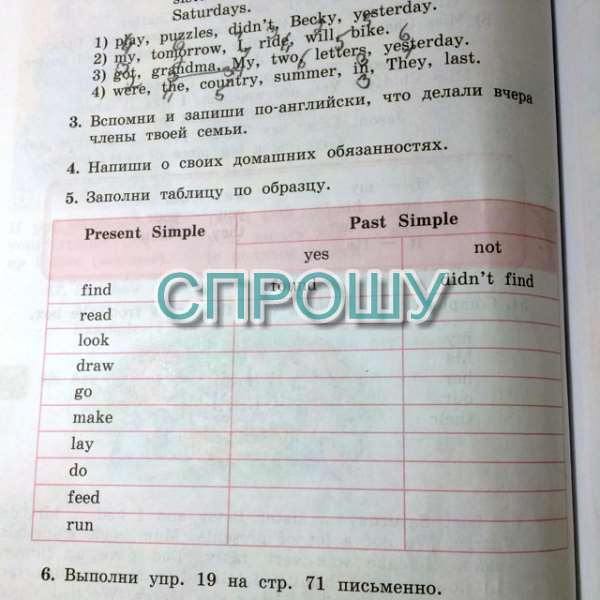 Saturdays.
1) play, puzzles, didn't, Becky, yesterday.
2) my, tomorrow, I, ride, will, bike.
3) got, grandma, My, two, letters, yesterday.
4) were, the, country, summer, in, They, last.
3. Вспомни и запиши по-английски, что делали вчера
члены твоей семьи.
4. Напиши о своих домашних обязанностях.
5. Заполни таблицу по образцу.
Present Simple Past Simple
yes not
find found didn't find
СПРОШУ
read
look
draw
go
make
lay
do
feed
run
6. Выполни упр. 19 на стр. 71 письменно.